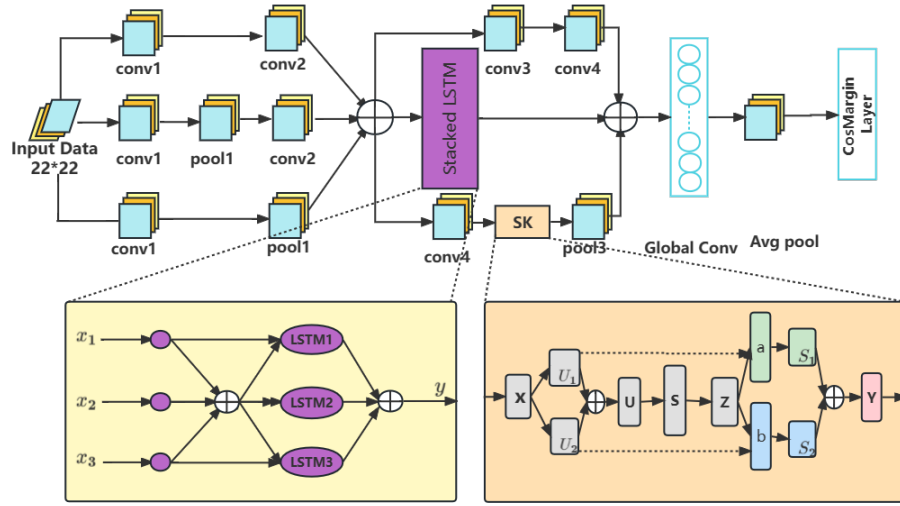 conv1
conv2
conv3
conv4
Stacked LSTM
CosMargin
Layer
Input Data
22*22
conv1
pool1
conv2
conv1
pool1
conv4
SK
pool3
Global Conv
Avg pool
x1
x2
x3
LSTM1
LSTM2
LSTM3
y
X
U1
U2
U
S
Z
a
b
S1
S2
Y